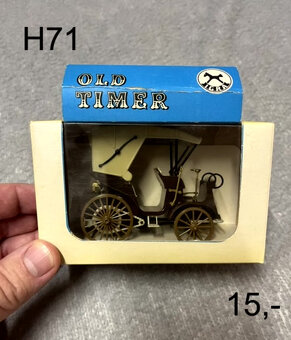 H71
OLD
TIMER
IGRA
15,-